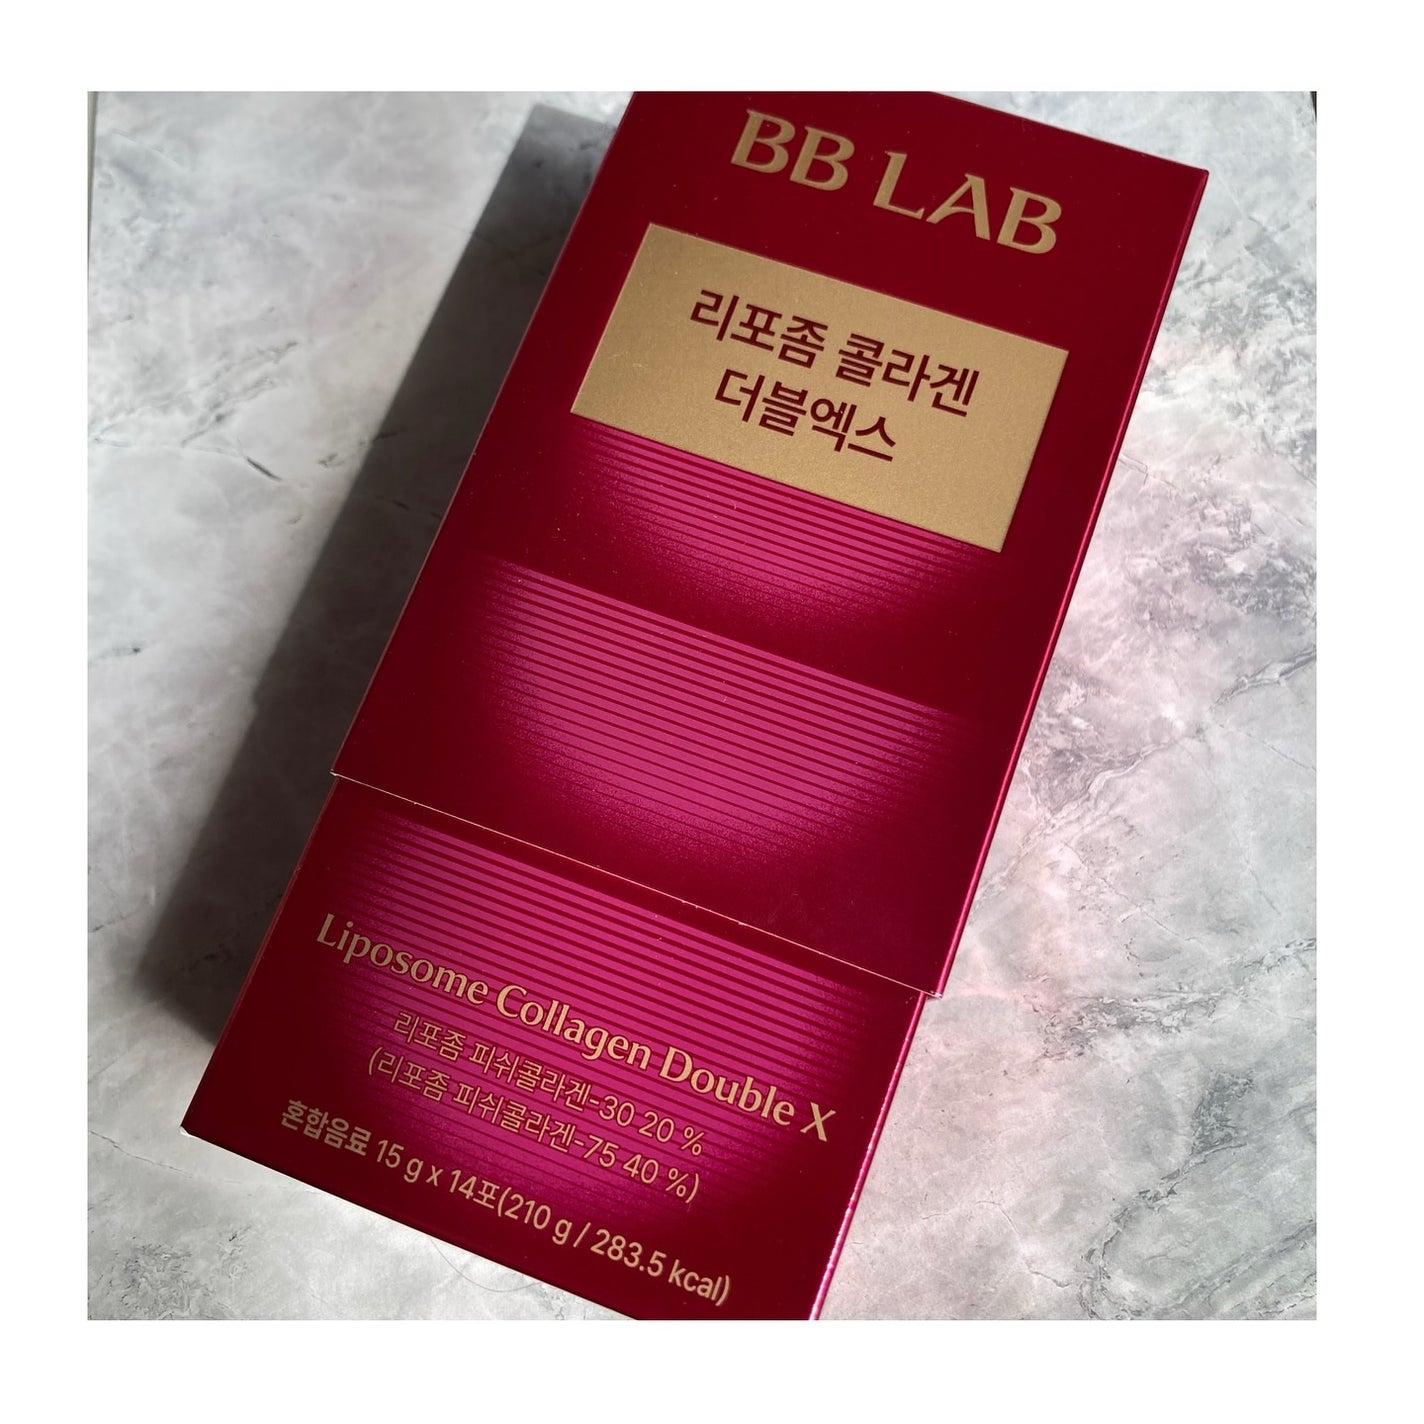 BB LAB
리포좀 콜라겐
더블엑스
Liposome Collagen Double X
리포좀 피쉬콜라겐-30 20 %
(리포좀 피쉬콜라겐-75 40 %)
혼합음료 15 g x 14포(210 g / 283.5 kcal)